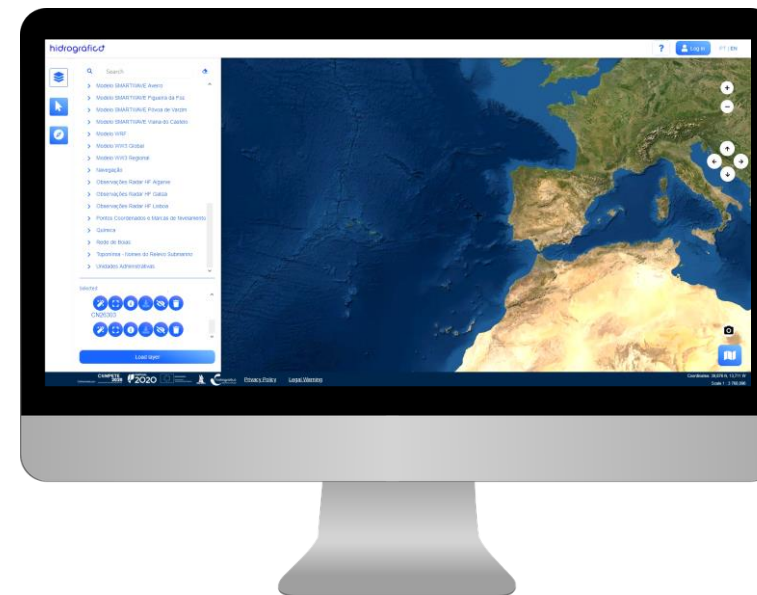 hidrográfico
? Log in PT | EN
Search
Modelo SMARTWAVE Aveiro
Modelo SMARTWAVE Figueira da Foz
Modelo SMARTWAVE Póvoa de Varzim
Modelo SMARTWAVE Viana do Castelo
Modelo WRF
Modelo WW3 Global
Modelo WW3 Regional
Navegação
Observações Radar HF Algarve
Observações Radar HF Galiza
Observações Radar HF Lisboa
Pontos Coordenados e Marcas de Nivelamento
Química
Rede de Boias
Toponímia - Nomes do Relevo Submarino
Unidades Administrativas
Selected
CN26303
Load layer
COMPETE 2020
2020
Privacy Policy
Legal Warning